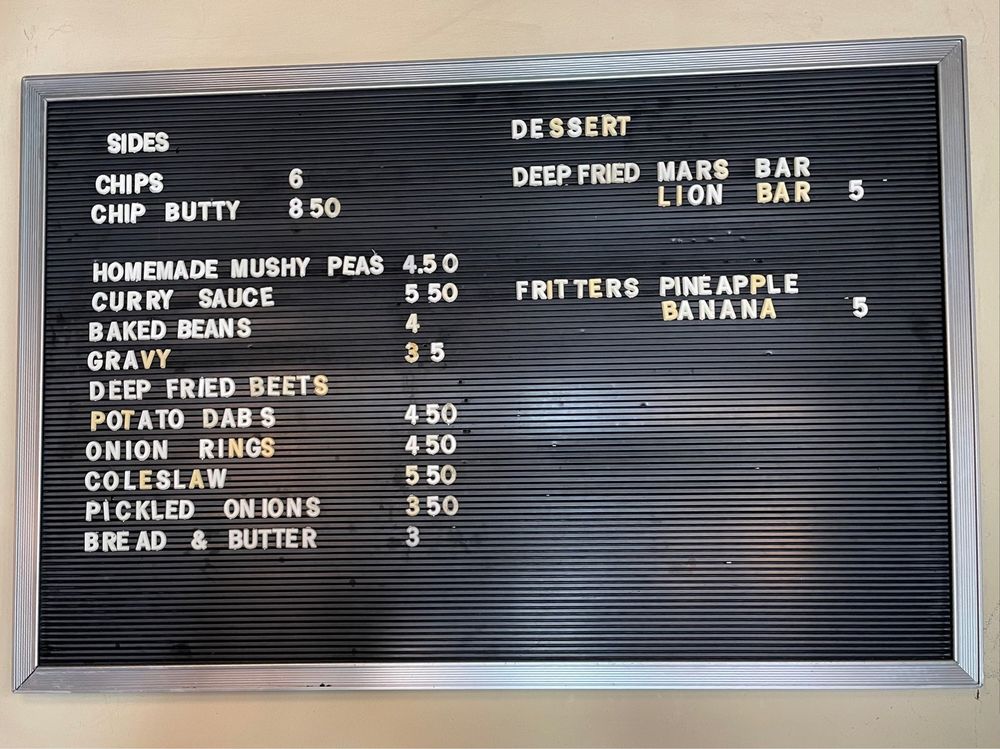 SIDES
CHIPS 6
CHIP BUTTY 8 50
HOMEMADE MUSHY PEAS 4.50
CURRY SAUCE 5 50
BAKED BEANS 4
GRAVY 3 5
DEEP FRIED BEETS
POTATO DABS 4 50
ONION RINGS 4 50
COLESLAW 5 50
PICKLED ONIONS 3 50
BREAD & BUTTER 3
DESSERT
DEEP FRIED MARS BAR
LION BAR 5
FRITTERS PINEAPPLE
BANANA 5